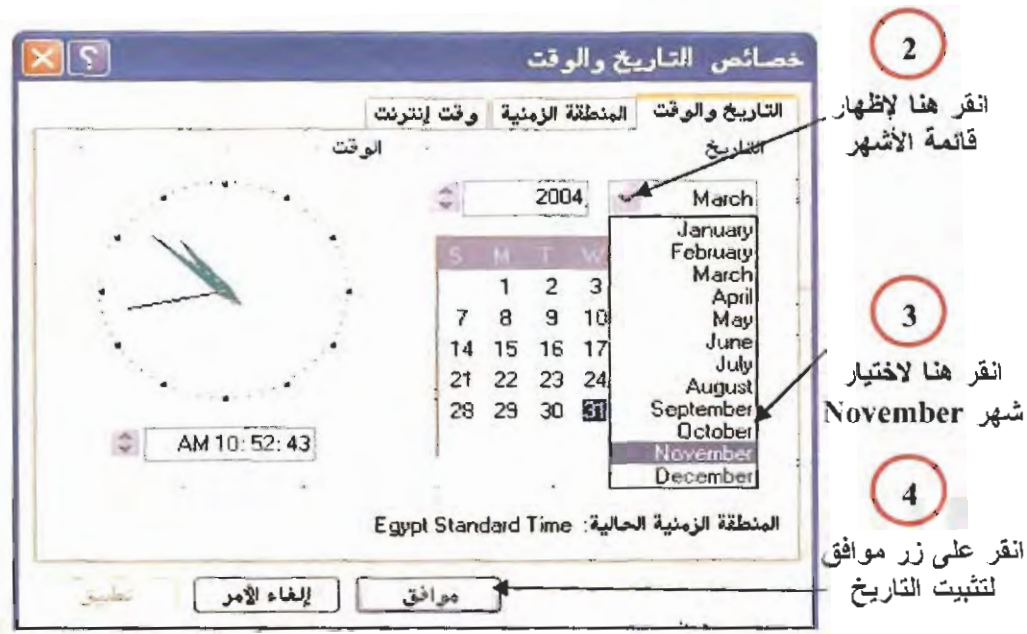 خصائص التاريخ والوقت
التاريخ والوقت المنطقة الزمنية وقت إنترنت
التاريخ
الوقت
March
2004
January
February
March
April
May
June
July
August
September
October
November
December
S M T W
1 2 3
7 8 9 10
14 15 16 17
21 22 23 24
28 29 30 31
AM 10:52:43
المنطقة الزمنية الحالية: Egypt Standard Time
موافق
إلغاء الأمر
تطبيق
2
انقر هنا لإظهار
قائمة الأشهر
3
انقر هنا لاختيار
شهر November
4
انقر على زر موافق
لتثبيت التاريخ